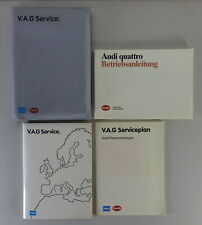 V.A.G Service.
Audi quattro
Betriebsanleitung
V.A.G Service.
V.A.G Serviceplan